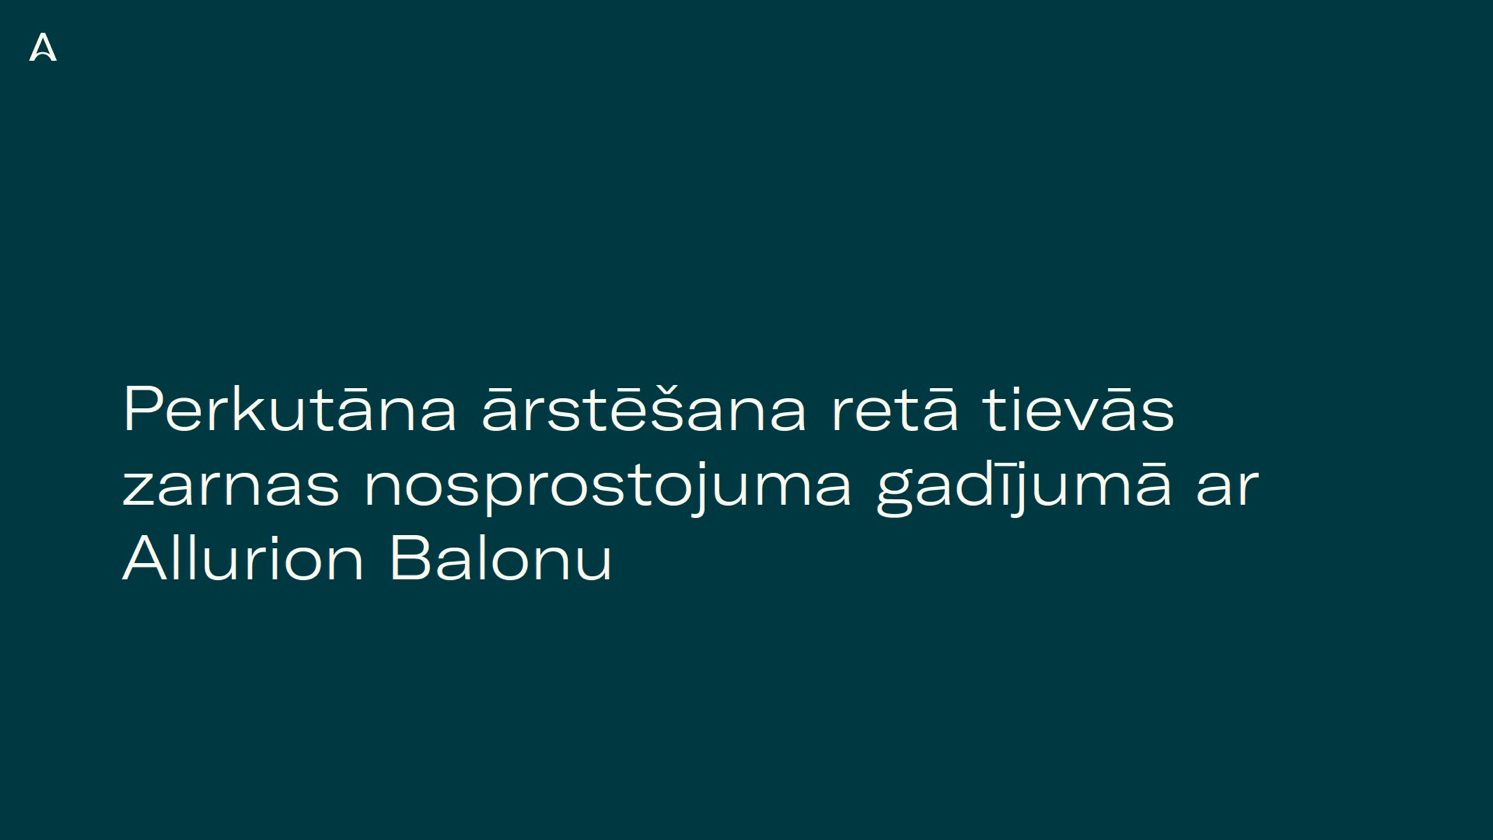 Perkutāna ārstēšana retā tievās
zarnas nosprostojuma gadījumā ar
Allurion Balonu